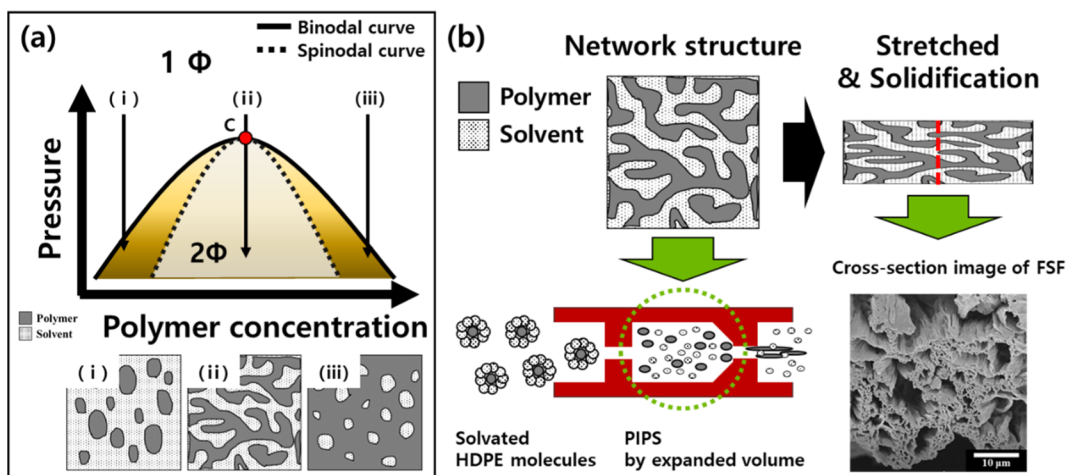 (a)
Binodal curve
Spinodal curve
1 Φ
(i)
(ii)
(iii)
C
Pressure
2Φ
Polymer concentration
Polymer
Solvent
(i)
(ii)
(iii)
(b)
Network structure
Polymer
Solvent
Stretched
& Solidification
Cross-section image of FSF
Solvated
HDPE molecules
PIPS
by expanded volume
10 μm